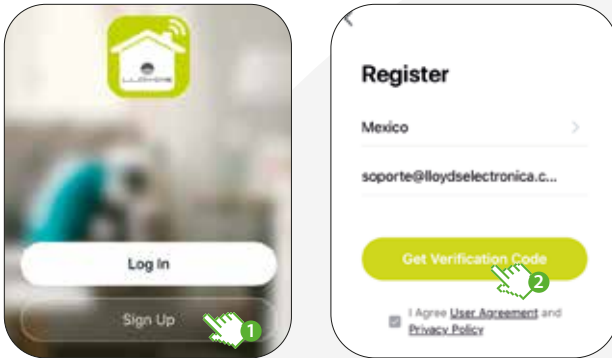 LLOYD'S
Log In
Sign Up
1
Register
Mexico
soporte@lloydselectronica.c...
Get Verification Code
2
I Agree User Agreement and
Privacy Policy